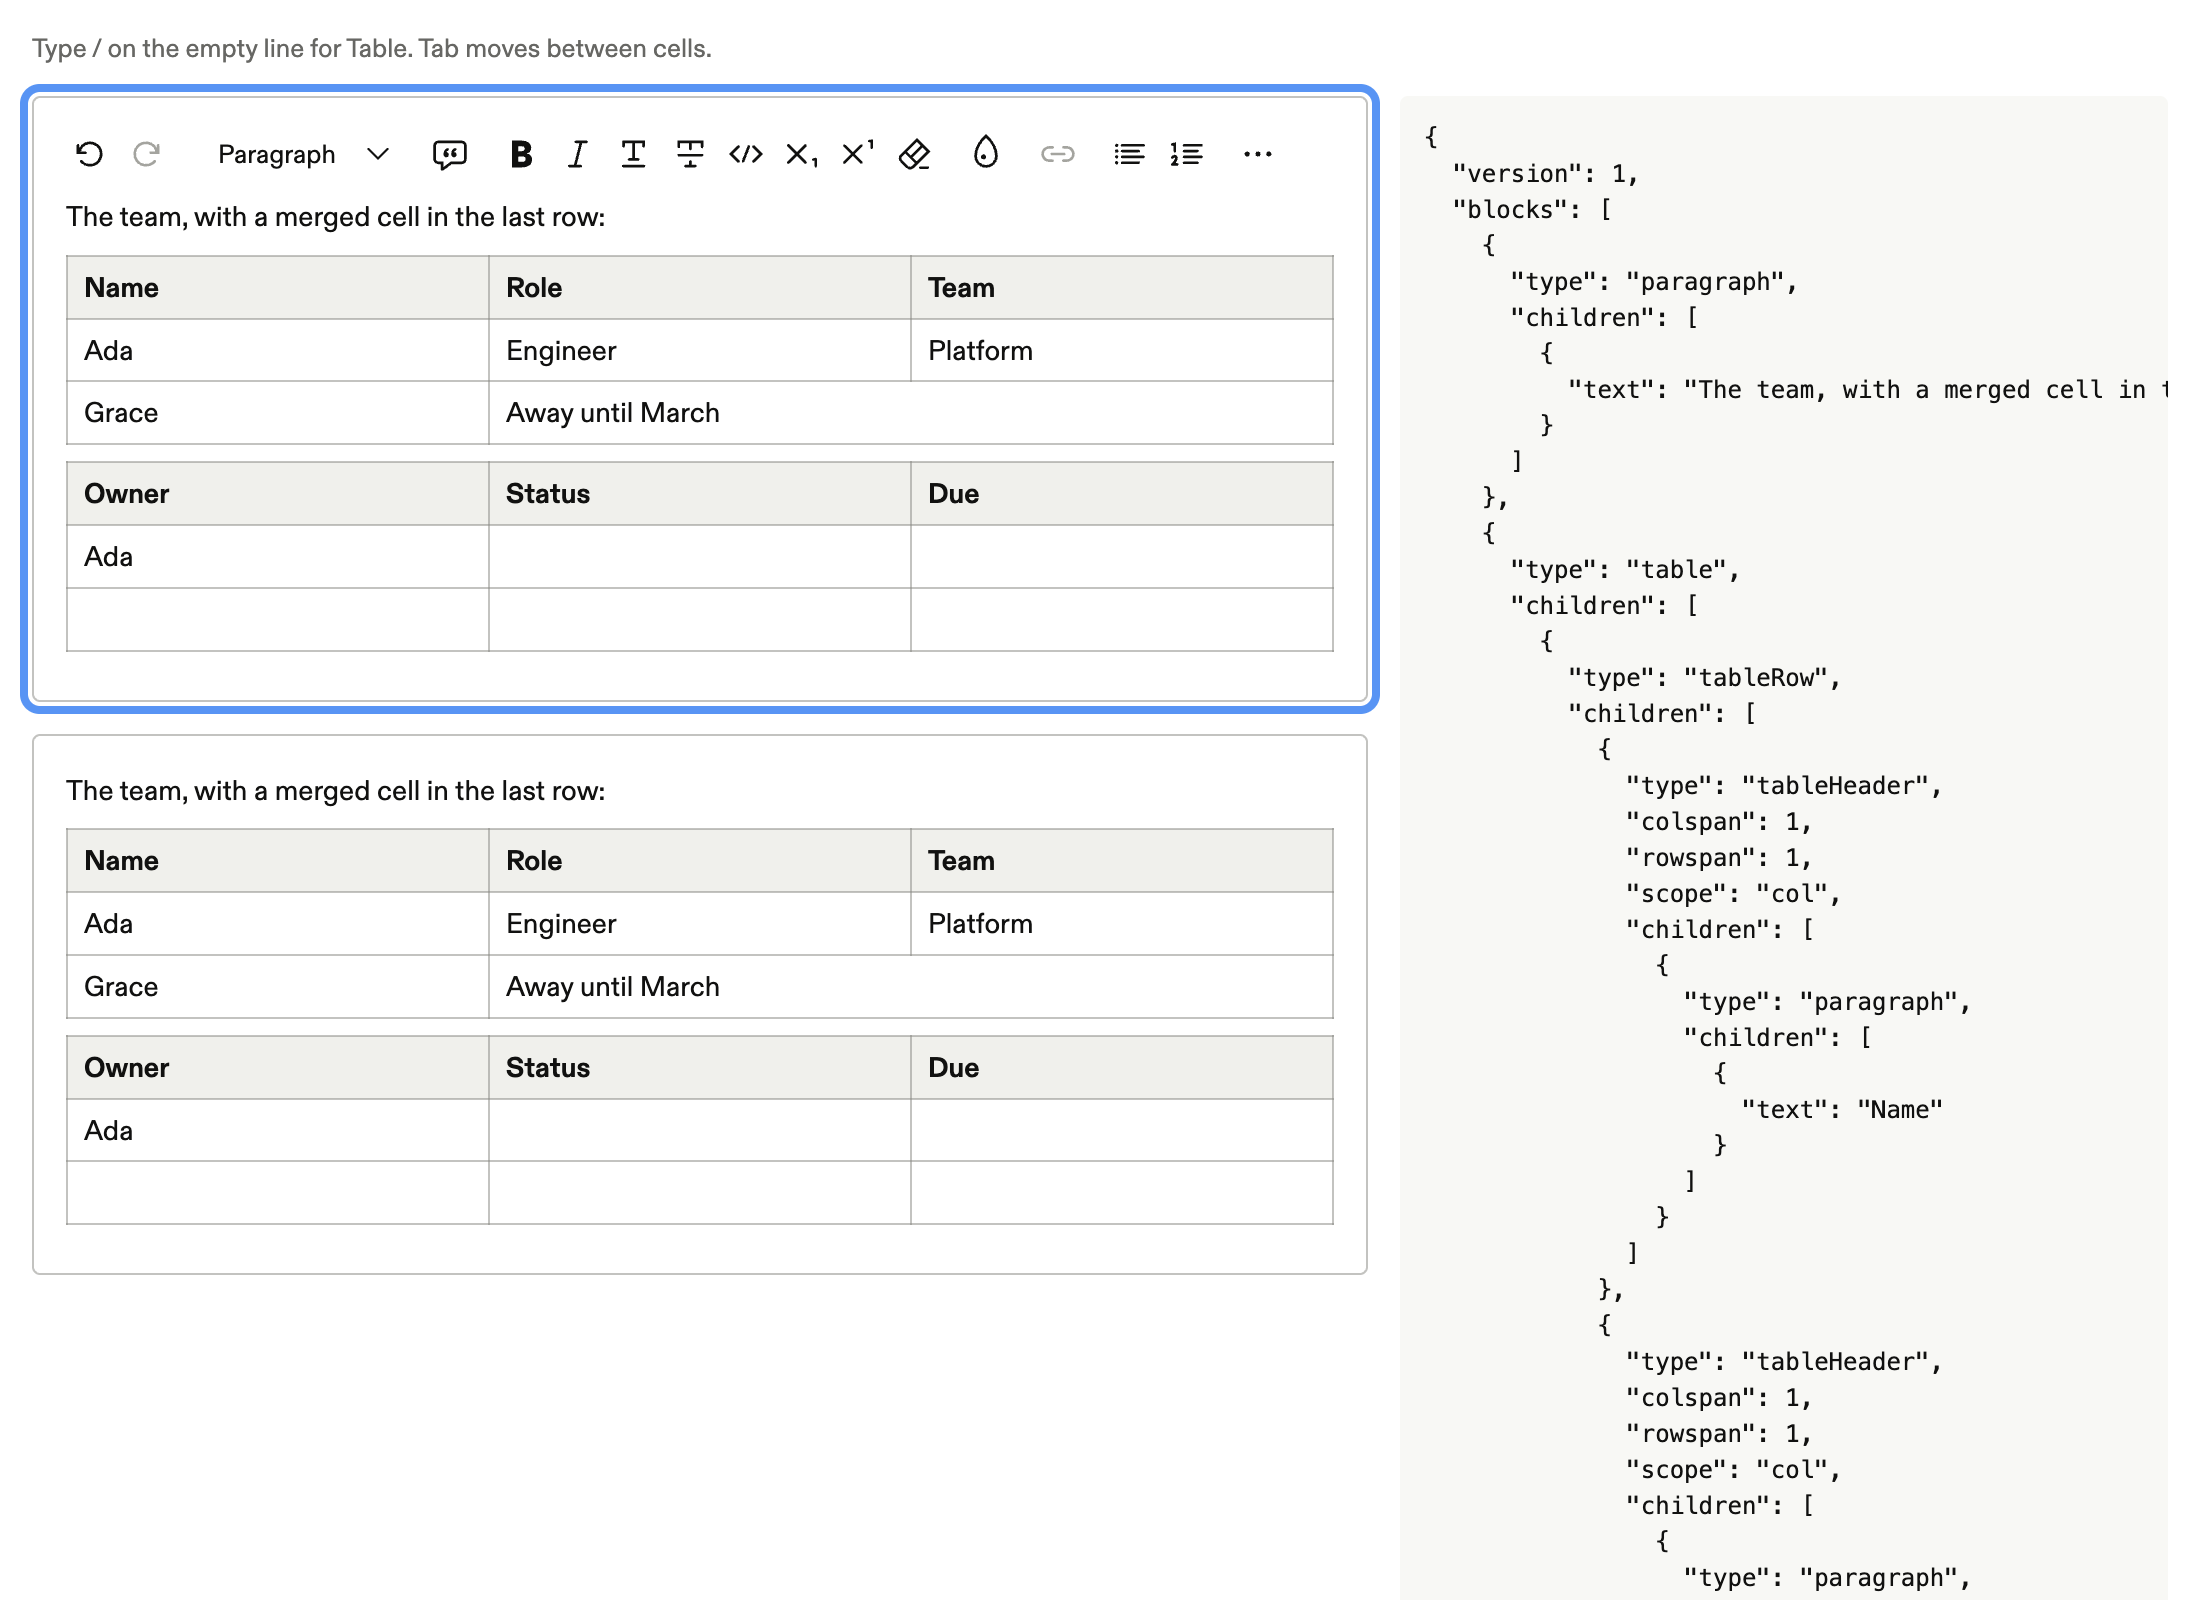 Type / on the empty line for Table. Tab moves between cells.
Paragraph
The team, with a merged cell in the last row:
Name Role Team
Ada Engineer Platform
Grace Away until March
Owner Status Due
Ada
The team, with a merged cell in the last row:
Name Role Team
Ada Engineer Platform
Grace Away until March
Owner Status Due
Ada
{
"version": 1,
"blocks": [
{
"type": "paragraph",
"children": [
{
"text": "The team, with a merged cell in
}
]
},
{
"type": "table",
"children": [
{
"type": "tableRow",
"children": [
{
"type": "tableHeader",
"colspan": 1,
"rowspan": 1,
"scope": "col",
"children": [
{
"type": "paragraph",
"children": [
{
"text": "Name"
}
]
}
]
},
{
"type": "tableHeader",
"colspan": 1,
"rowspan": 1,
"scope": "col",
"children": [
{
"type": "paragraph",